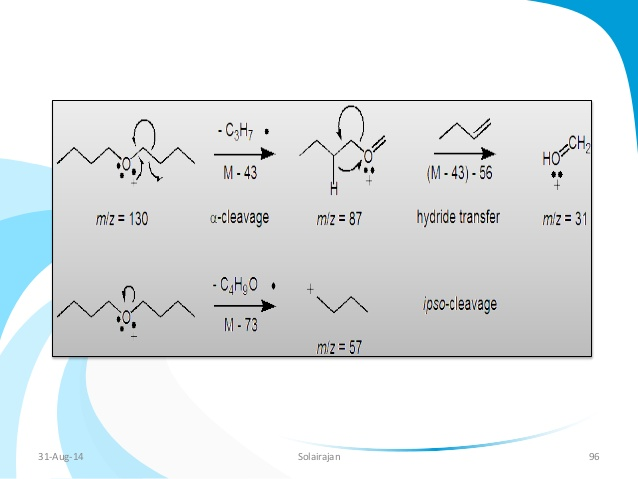 - C3H7 •
M - 43
α-cleavage
m/z = 130
O
+
m/z = 87
O
+
H
(M - 43) - 56
hydride transfer
CH2
HO
+
m/z = 31
- C4H9O •
M - 73
O
+
+
m/z = 57
ipso-cleavage
31-Aug-14
Solairajan
96